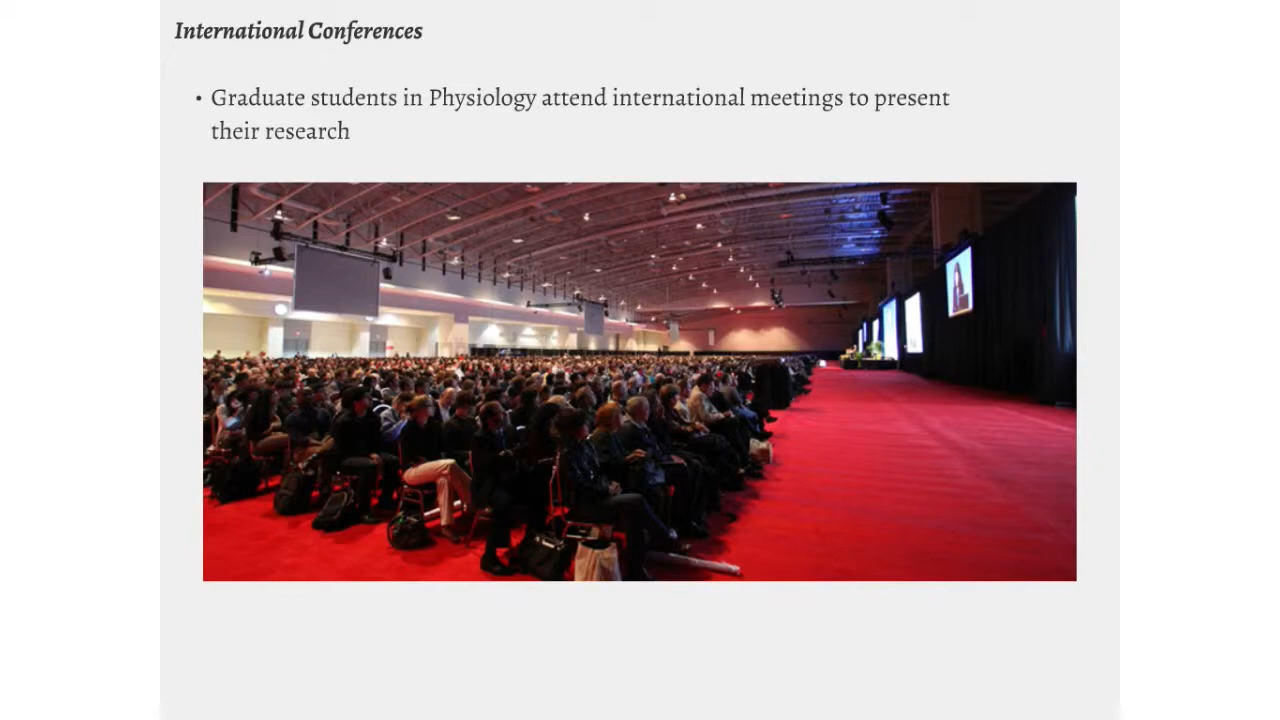 International Conferences
• Graduate students in Physiology attend international meetings to present
their research